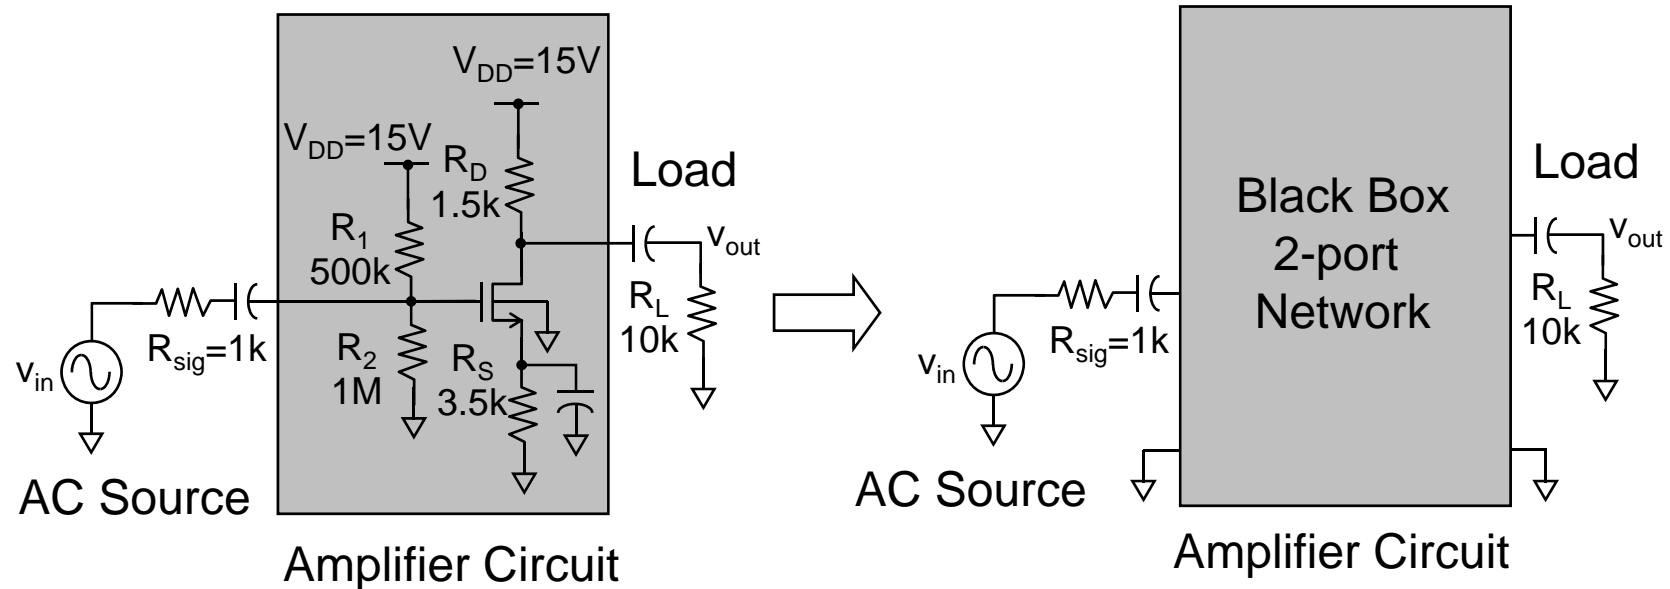 V_DD=15V
V_DD=15V
R_D
1.5k
Load
R_1
500k
v_out
R_L
10k
R_sig=1k
R_2
1M
R_S
3.5k
v_in
AC Source
Amplifier Circuit
Black Box
2-port
Network
Load
v_out
R_L
10k
R_sig=1k
v_in
AC Source
Amplifier Circuit